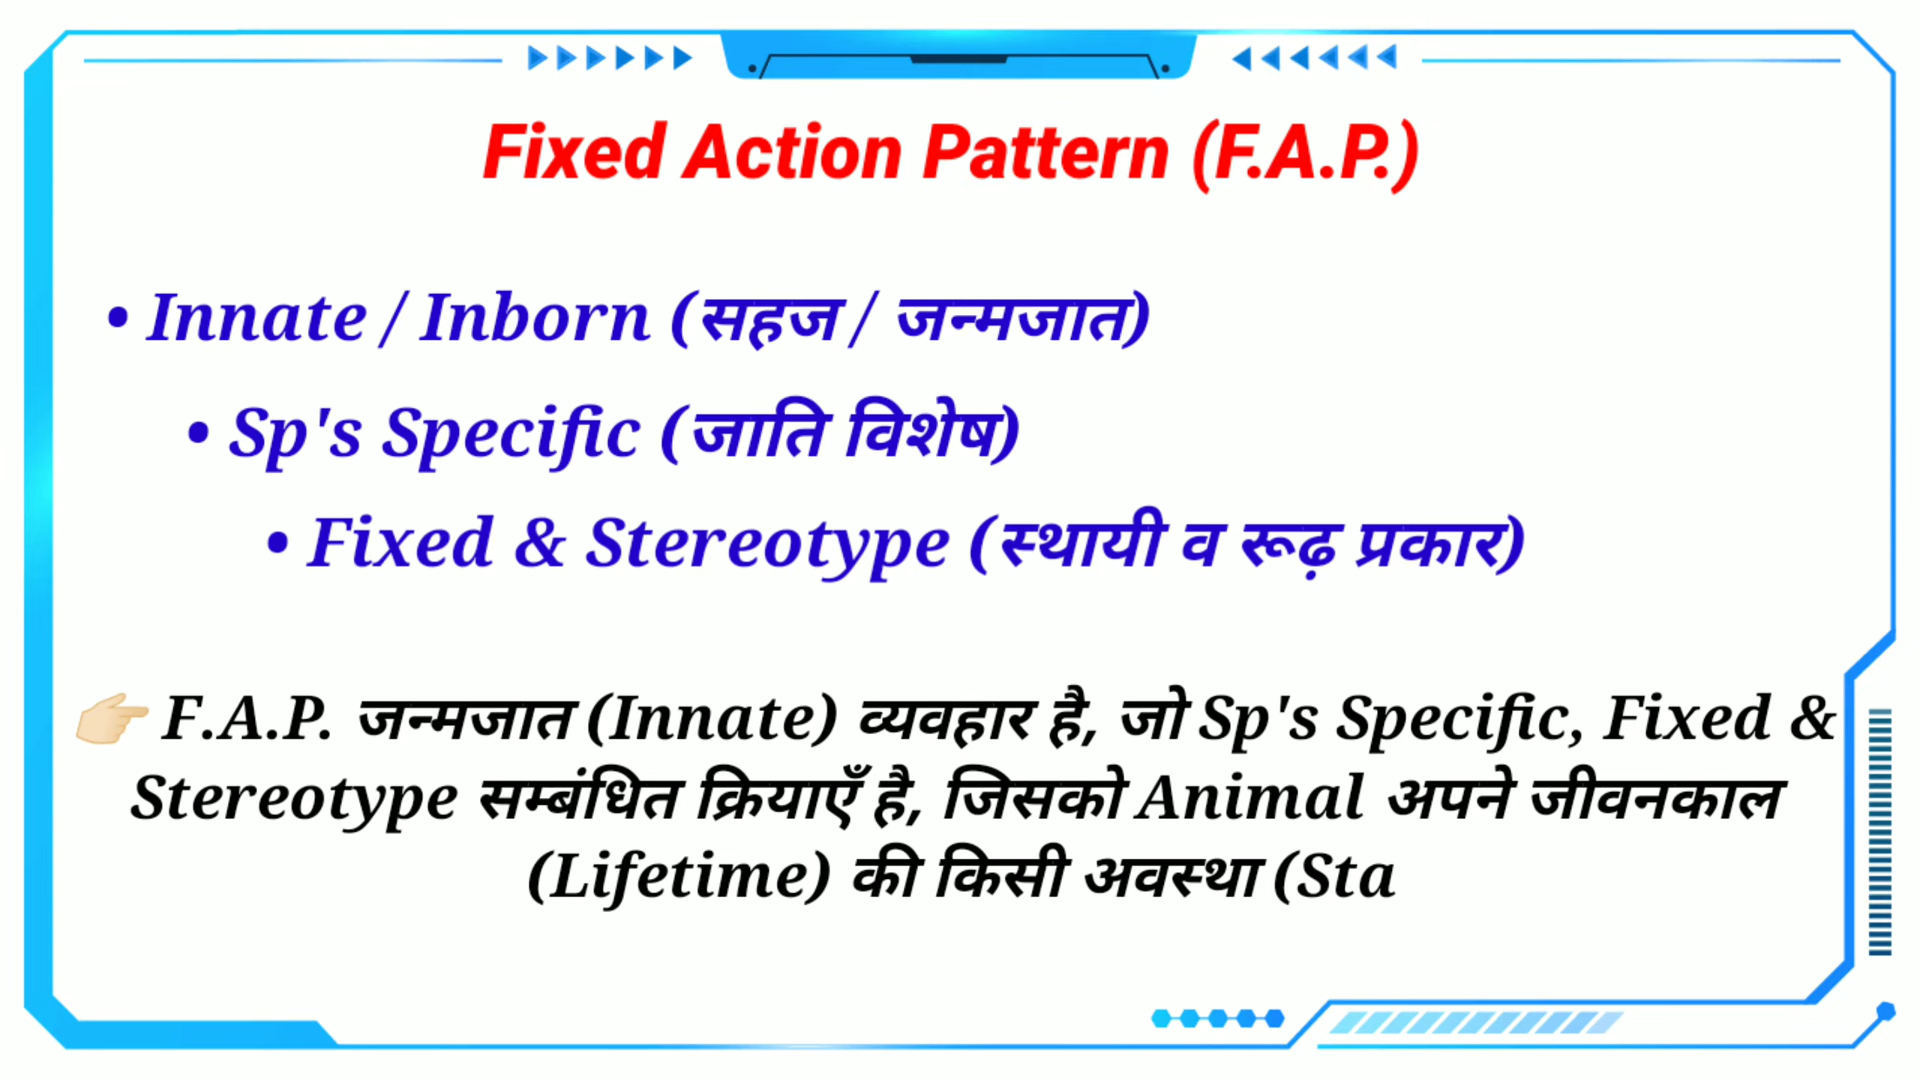 Fixed Action Pattern (F.A.P.)
• Innate / Inborn (सहज / जन्मजात)
• Sp's Specific (जाति विशेष)
• Fixed & Stereotype (स्थायी व रूढ़ प्रकार)
👉🏻 F.A.P. जन्मजात (Innate) व्यवहार है, जो Sp's Specific, Fixed &
Stereotype सम्बंधित क्रियाएँ है, जिसको Animal अपने जीवनकाल
(Lifetime) की किसी अवस्था (Sta